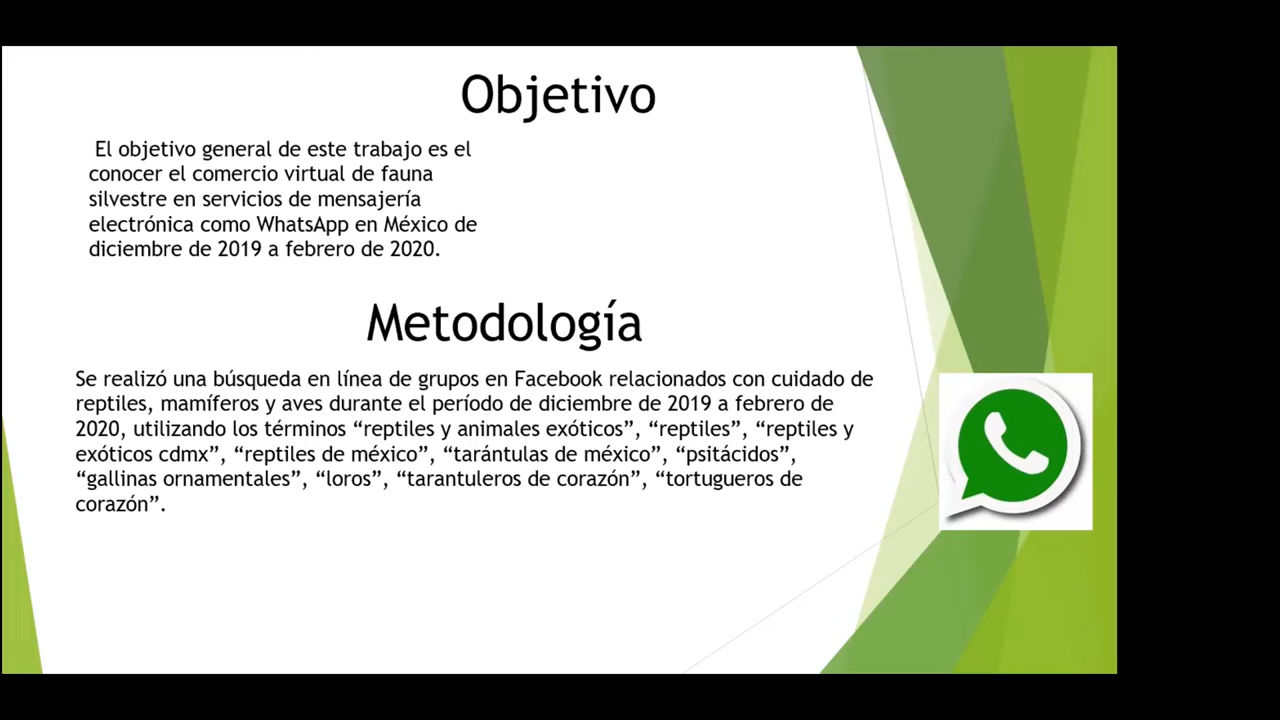 Objetivo
El objetivo general de este trabajo es el
conocer el comercio virtual de fauna
silvestre en servicios de mensajería
electrónica como WhatsApp en México de
diciembre de 2019 a febrero de 2020.
Metodología
Se realizó una búsqueda en línea de grupos en Facebook relacionados con cuidado de
reptiles, mamíferos y aves durante el período de diciembre de 2019 a febrero de
2020, utilizando los términos “reptiles y animales exóticos”, “reptiles”, “reptiles y
exóticos cdmx”, “reptiles de méxico”, “tarántulas de méxico”, “psitácidos”,
“gallinas ornamentales”, “loros”, “tarantuleros de corazón”, “tortugueros de
corazón”.